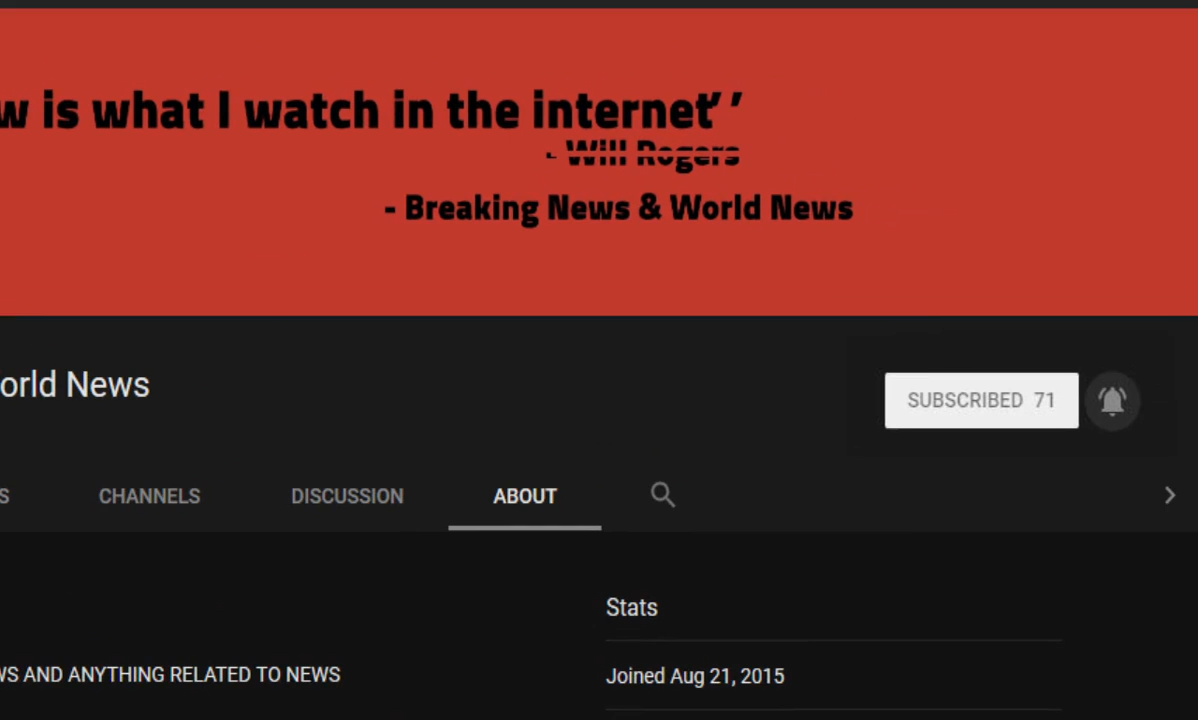 w is what I watch in the internet’ ’
- Will Rogers
- Breaking News & World News
orld News
SUBSCRIBED 71
S CHANNELS DISCUSSION ABOUT
Stats
WS AND ANYTHING RELATED TO NEWS
Joined Aug 21, 2015